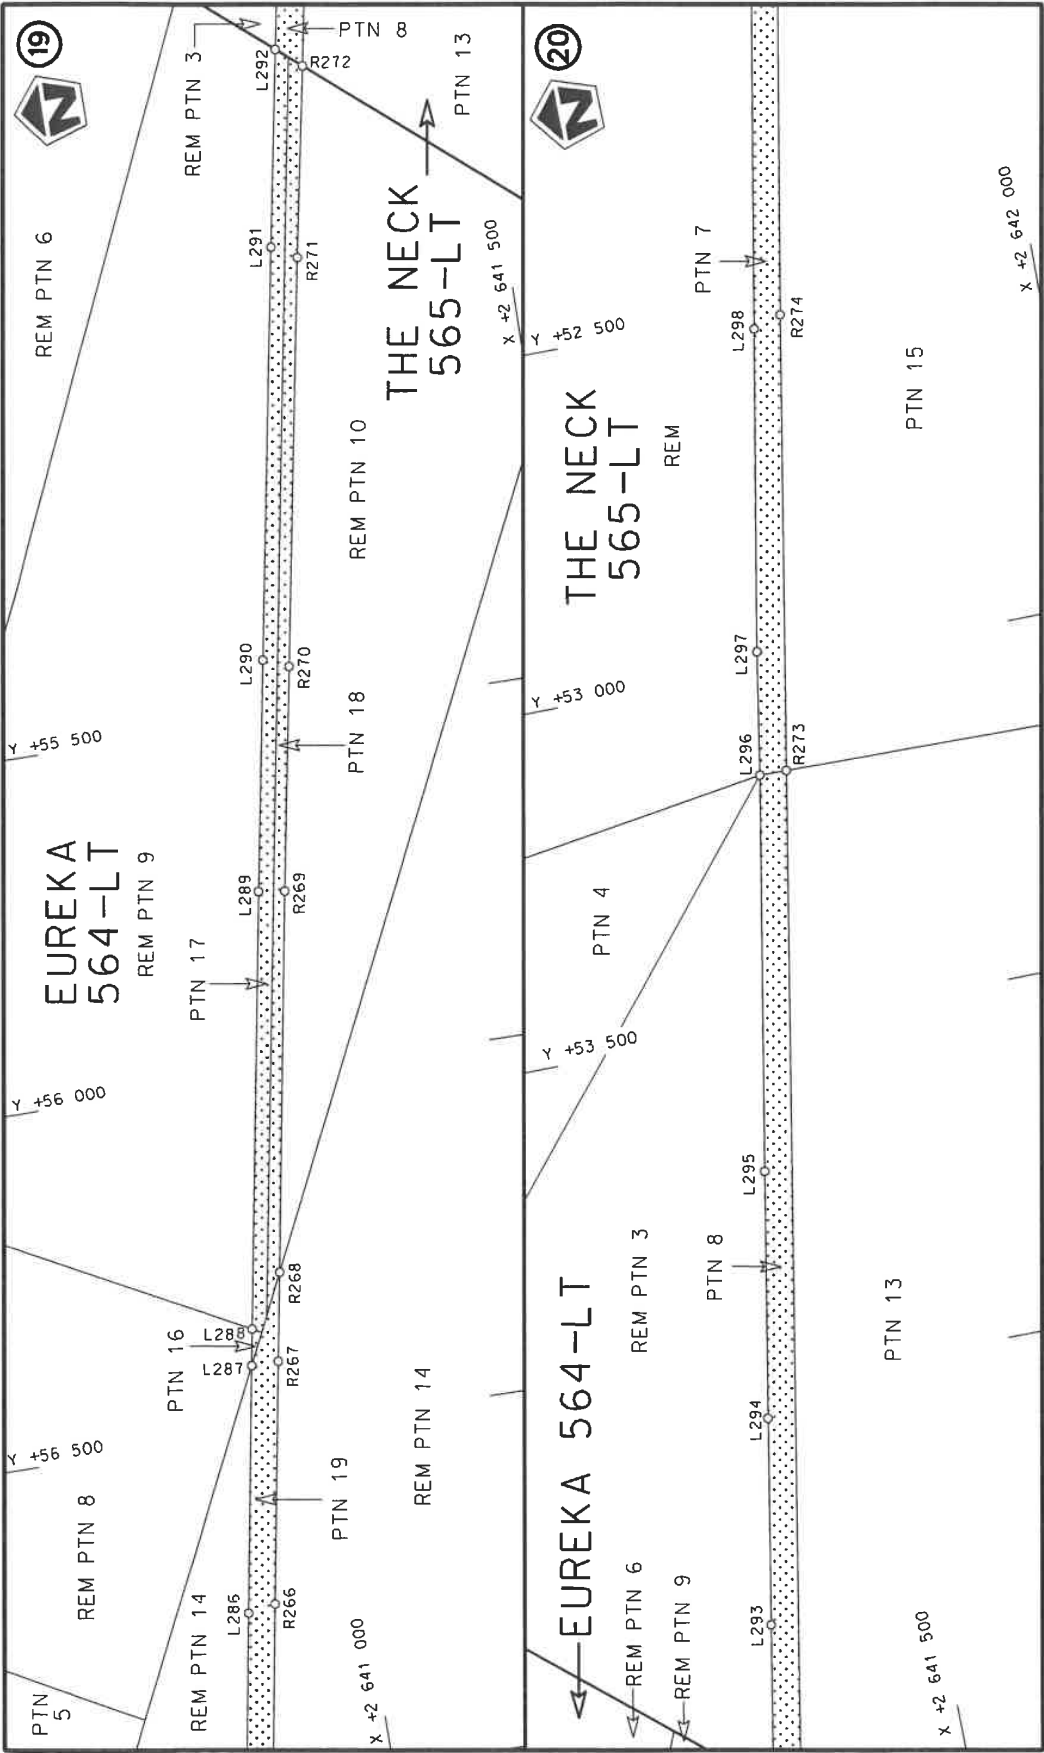 19
N
PTN
5
REM PTN 8
Y +56 500
REM PTN 14
L286
R266
X +2 641 000
PTN 19
REM PTN 14
PTN 16
L287
L288
R267
R268
Y +56 000
EUREKA
564-LT
REM PTN 9
PTN 17
L289
R269
Y +55 500
PTN 18
L290
R270
REM PTN 10
REM PTN 6
L291
R271
THE NECK
565-LT
X +2 641 500
REM PTN 3
L292
R272
PTN 8
PTN 13
20
N
EUREKA 564-LT
REM PTN 6
REM PTN 9
L293
X +2 641 500
REM PTN 3
PTN 8
L294
PTN 13
L295
Y +53 500
PTN 4
L296
R273
Y +53 000
L297
THE NECK
565-LT
REM
Y +52 500
L298
R274
PTN 7
PTN 15
X +2 642 000